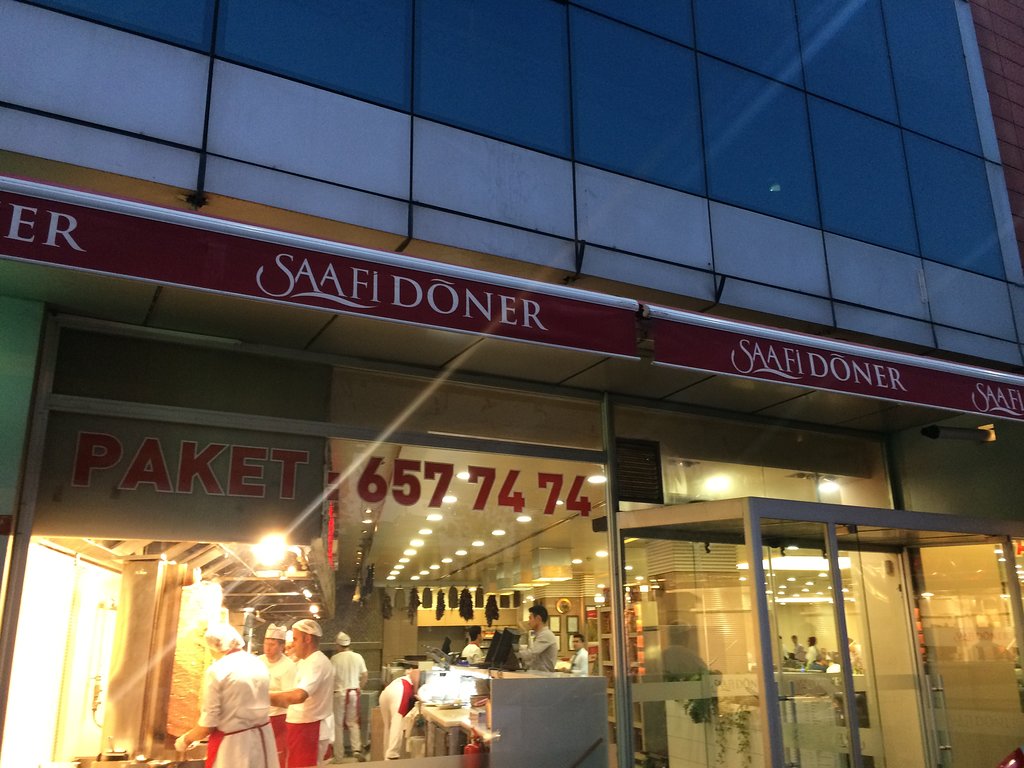 ER
SAAFİ DÖNER
SAAFİ DÖNER
SAAFİ
PAKET : 657 74 74